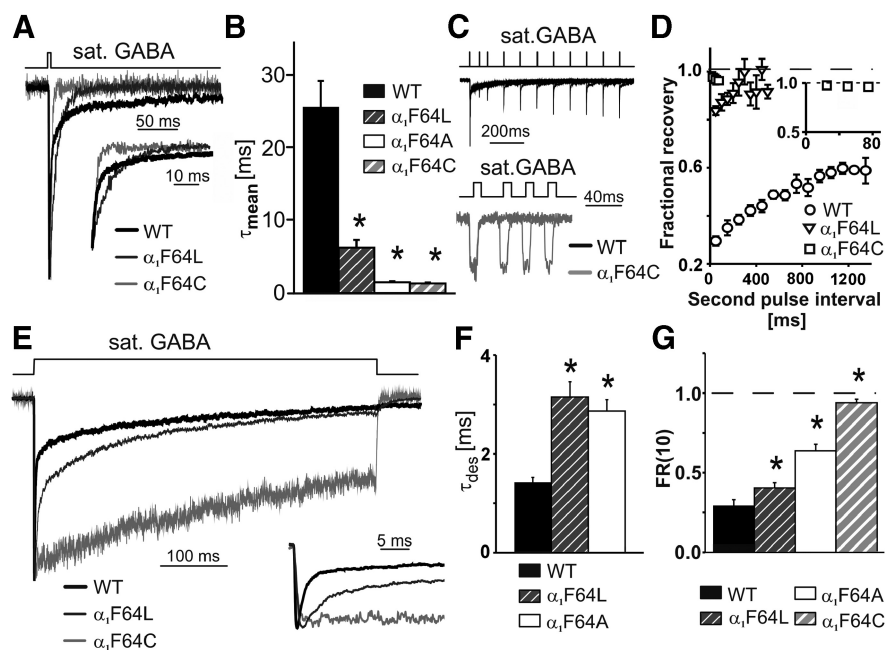 A
sat. GABA
50 ms
10 ms
WT
α₁F64L
α₁F64C
B
τmean [ms]
30
20
10
0
WT
α₁F64L
α₁F64A
α₁F64C
*
*
*
C
sat.GABA
200ms
sat.GABA
40ms
WT
α₁F64C
D
Fractional recovery
1.0
0.6
0.2
1.0
0.5
0
80
WT
α₁F64L
α₁F64C
0
400
800
1200
Second pulse interval
[ms]
E
sat. GABA
100 ms
5 ms
WT
α₁F64L
α₁F64C
F
τdes [ms]
4
2
0
*
*
WT
α₁F64L
α₁F64A
G
FR(10)
1.0
0.5
0.0
*
*
*
WT
α₁F64L
α₁F64A
α₁F64C